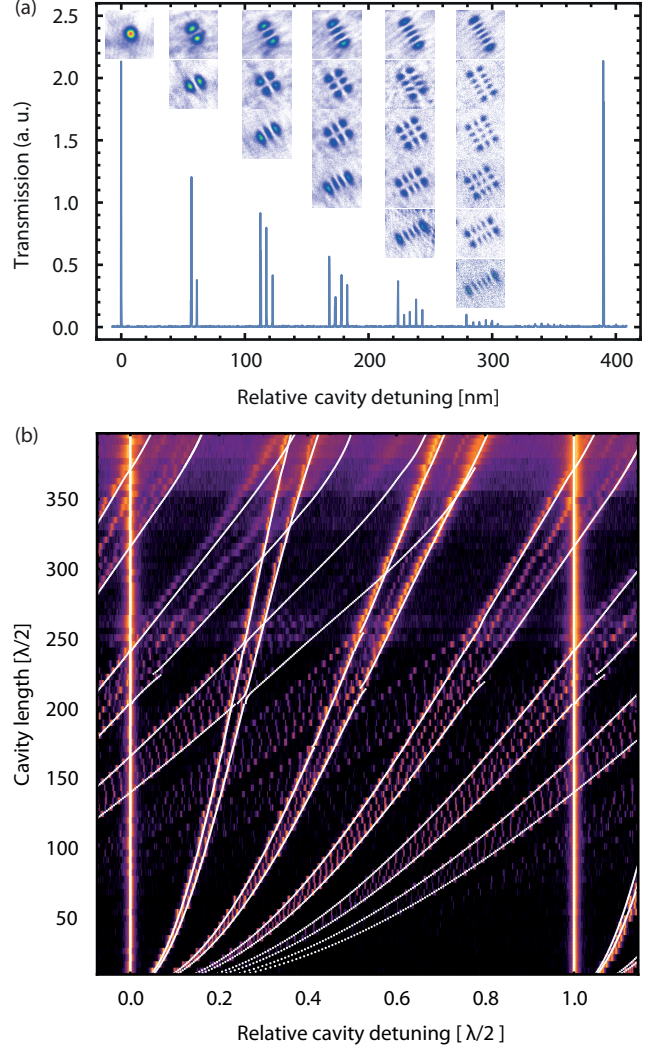 (a)
2.5
2.0
1.5
1.0
0.5
0.0
Transmission (a. u.)
0 100 200 300 400
Relative cavity detuning [nm]
(b)
350
300
250
200
150
100
50
Cavity length [λ/2]
0.0 0.2 0.4 0.6 0.8 1.0
Relative cavity detuning [ λ/2 ]